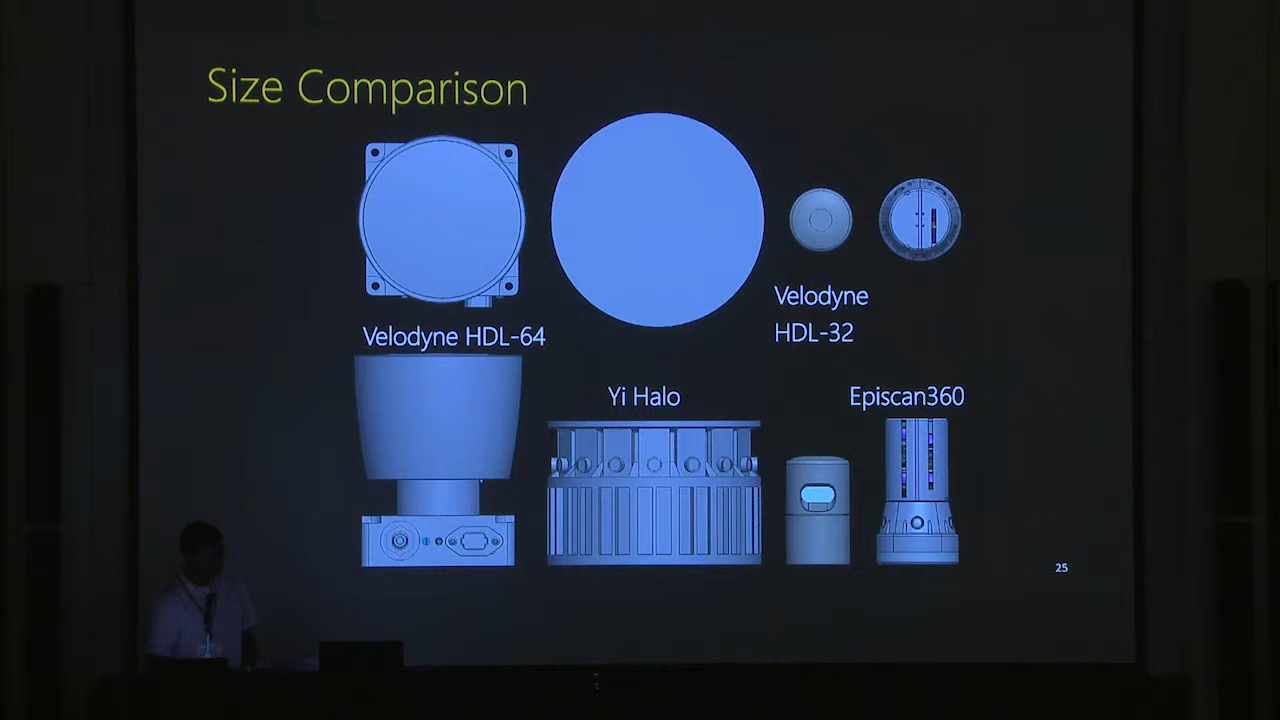 Size Comparison
Velodyne HDL-64
Velodyne
HDL-32
Yi Halo
Episcan360
25